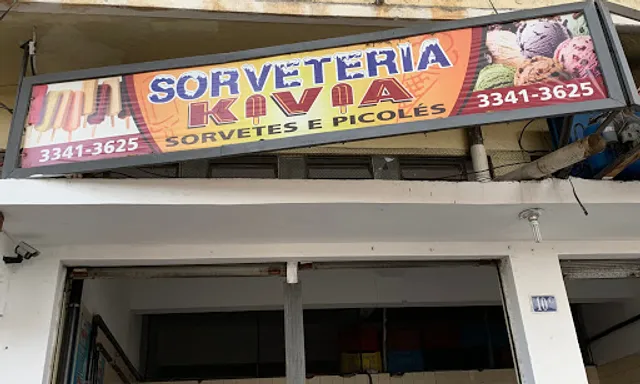 SORVETERIA
KIVIA
SORVETES E PICOLÉS
3341-3625
3341-3625